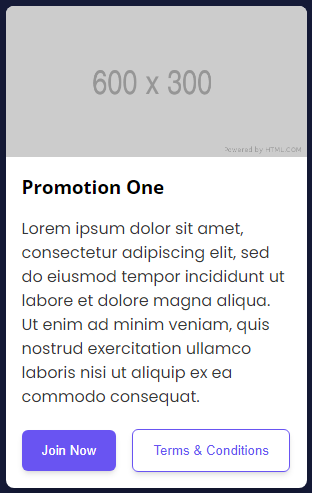 600 x 300
Powered by HTML.COM
Promotion One
Lorem ipsum dolor sit amet,
consectetur adipiscing elit, sed
do eiusmod tempor incididunt ut
labore et dolore magna aliqua.
Ut enim ad minim veniam, quis
nostrud exercitation ullamco
laboris nisi ut aliquip ex ea
commodo consequat.
Join Now
Terms & Conditions